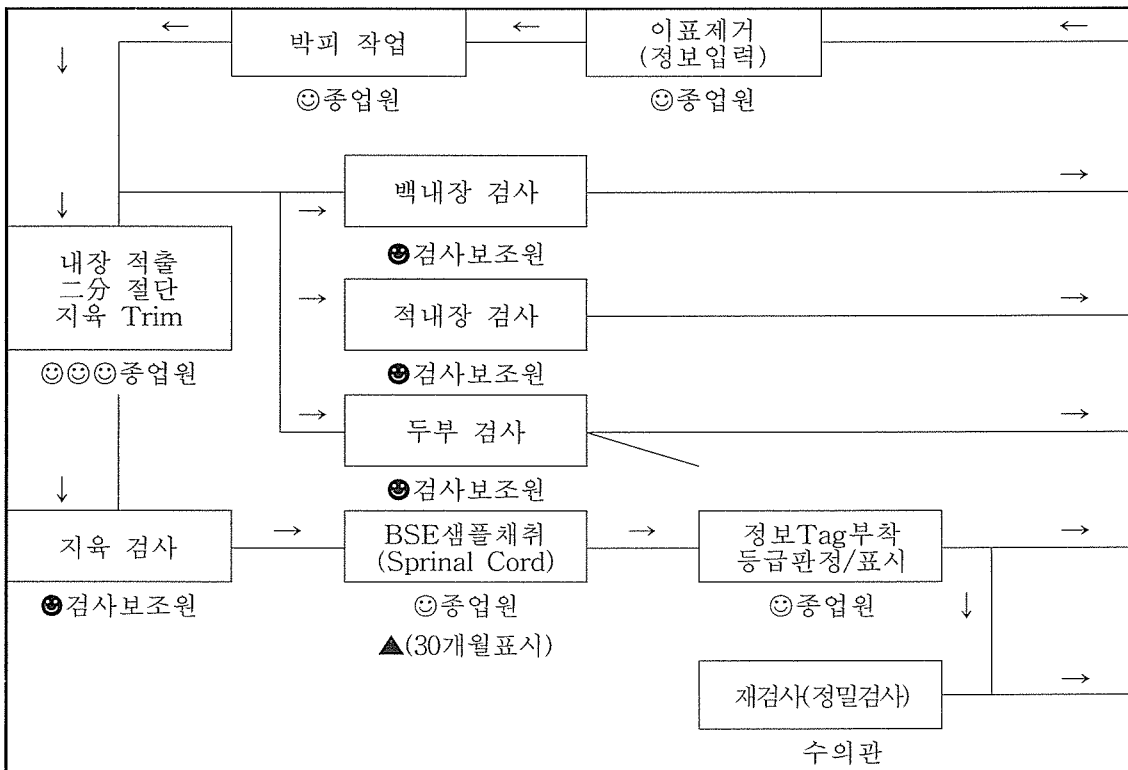 ← ← ←
박피 작업
이표제거
(정보입력)
↓
☺종업원
☺종업원
→
백내장 검사
→
↓
☻검사보조원
내장 적출
二分 절단
지육 Trim
→
적내장 검사
→
☺☺☺종업원
☻검사보조원
→
두부 검사
→
☻검사보조원
↓
지육 검사
→
BSE샘플채취
(Sprinal Cord)
→
정보Tag부착
등급판정/표시
→
☻검사보조원
☺종업원
☺종업원
↓
▲(30개월표시)
재검사(정밀검사)
→
수의관